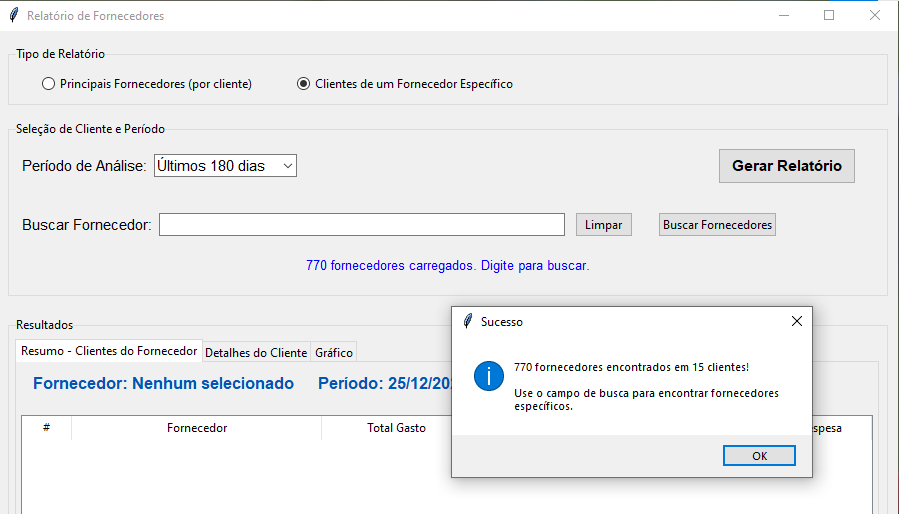 Relatório de Fornecedores
Tipo de Relatório
Principais Fornecedores (por cliente)
Clientes de um Fornecedor Específico
Seleção de Cliente e Período
Período de Análise:
Últimos 180 dias
Gerar Relatório
Buscar Fornecedor:
Limpar
Buscar Fornecedores
770 fornecedores carregados. Digite para buscar.
Resultados
Resumo - Clientes do Fornecedor
Detalhes do Cliente
Gráfico
Fornecedor: Nenhum selecionado
Período: 25/12/202
#
Fornecedor
Total Gasto
spesa
Sucesso
770 fornecedores encontrados em 15 clientes!
Use o campo de busca para encontrar fornecedores
específicos.
OK